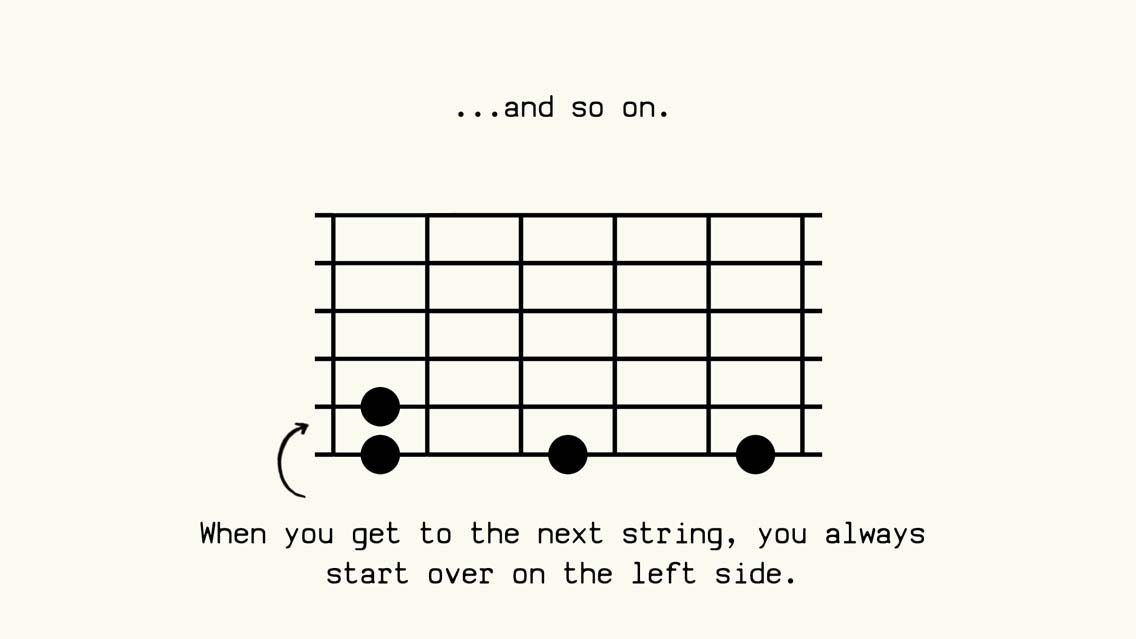 ...and so on.
When you get to the next string, you always
start over on the left side.